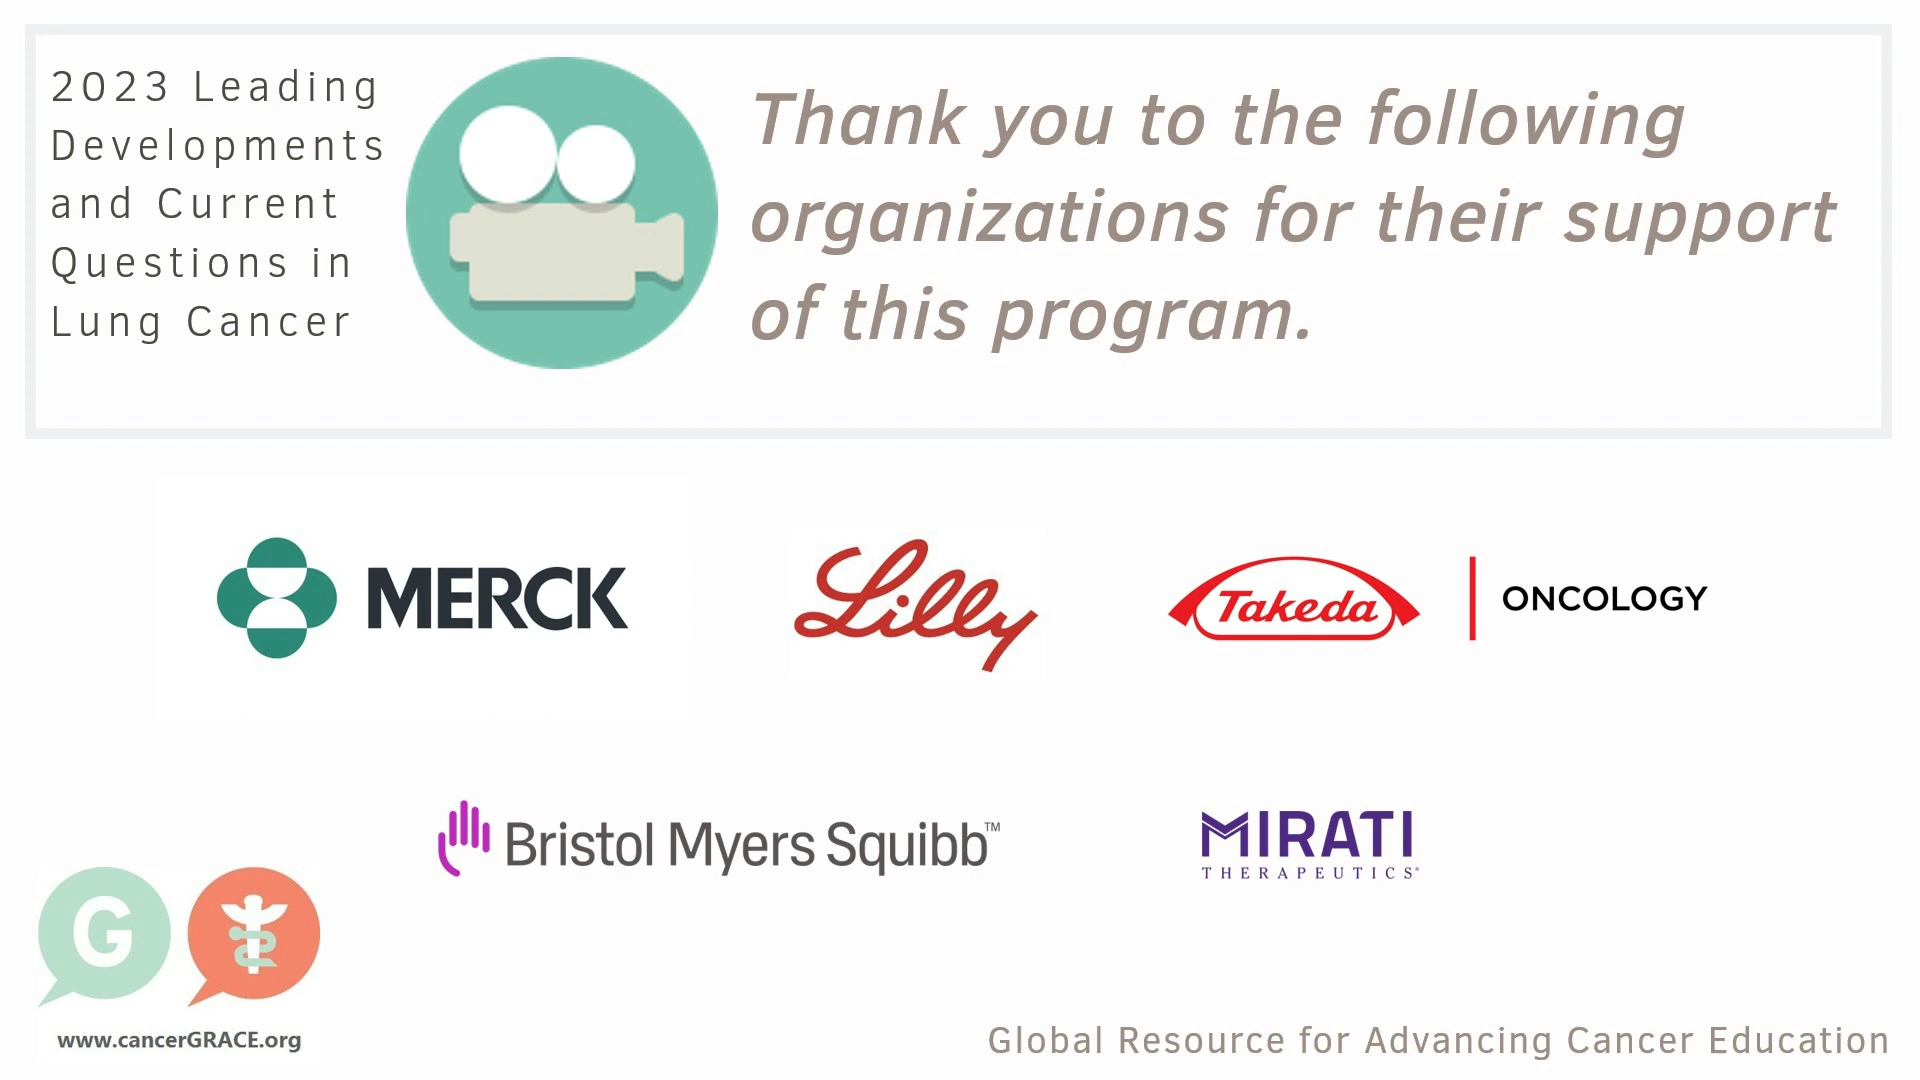 2023 Leading
Developments
and Current
Questions in
Lung Cancer
Thank you to the following
organizations for their support
of this program.
MERCK
Lilly
Takeda
ONCOLOGY
Bristol Myers Squibb™
MIRATI
THERAPEUTICS®
G
www.cancerGRACE.org
Global Resource for Advancing Cancer Education